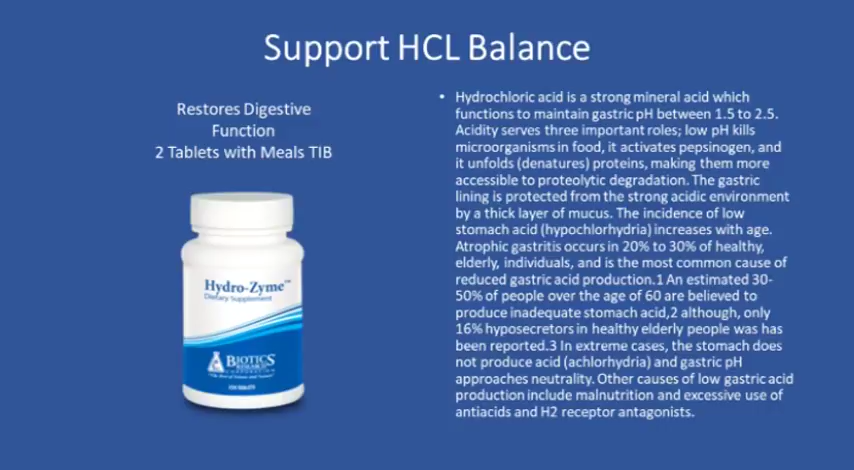 Support HCL Balance
Restores Digestive
Function
2 Tablets with Meals TIB
Hydro-Zyme™
Dietary Supplement
BIOTICS
RESEARCH
CORPORATION
• Hydrochloric acid is a strong mineral acid which
functions to maintain gastric pH between 1.5 to 2.5.
Acidity serves three important roles; low pH kills
microorganisms in food, it activates pepsinogen, and
it unfolds (denatures) proteins, making them more
accessible to proteolytic degradation. The gastric
lining is protected from the strong acidic environment
by a thick layer of mucus. The incidence of low
stomach acid (hypochlorhydria) increases with age.
Atrophic gastritis occurs in 20% to 30% of healthy,
elderly, individuals, and is the most common cause of
reduced gastric acid production.1 An estimated 30-
50% of people over the age of 60 are believed to
produce inadequate stomach acid,2 although, only
16% hyposecretors in healthy elderly people was has
been reported.3 In extreme cases, the stomach does
not produce acid (achlorhydria) and gastric pH
approaches neutrality. Other causes of low gastric acid
production include malnutrition and excessive use of
antiacids and H2 receptor antagonists.